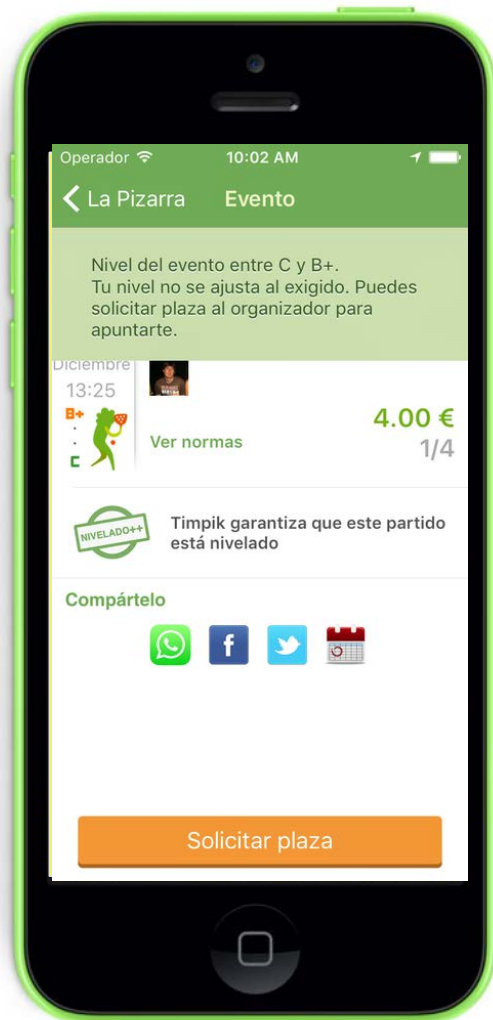 Operador 10:02 AM
La Pizarra Evento
Nivel del evento entre C y B+.
Tu nivel no se ajusta al exigido. Puedes
solicitar plaza al organizador para
apuntarte.
Diciembre
13:25
B+
4.00 €
Ver normas
1/4
C
NIVELADO++
Timpik garantiza que este partido
está nivelado
Compártelo
Solicitar plaza